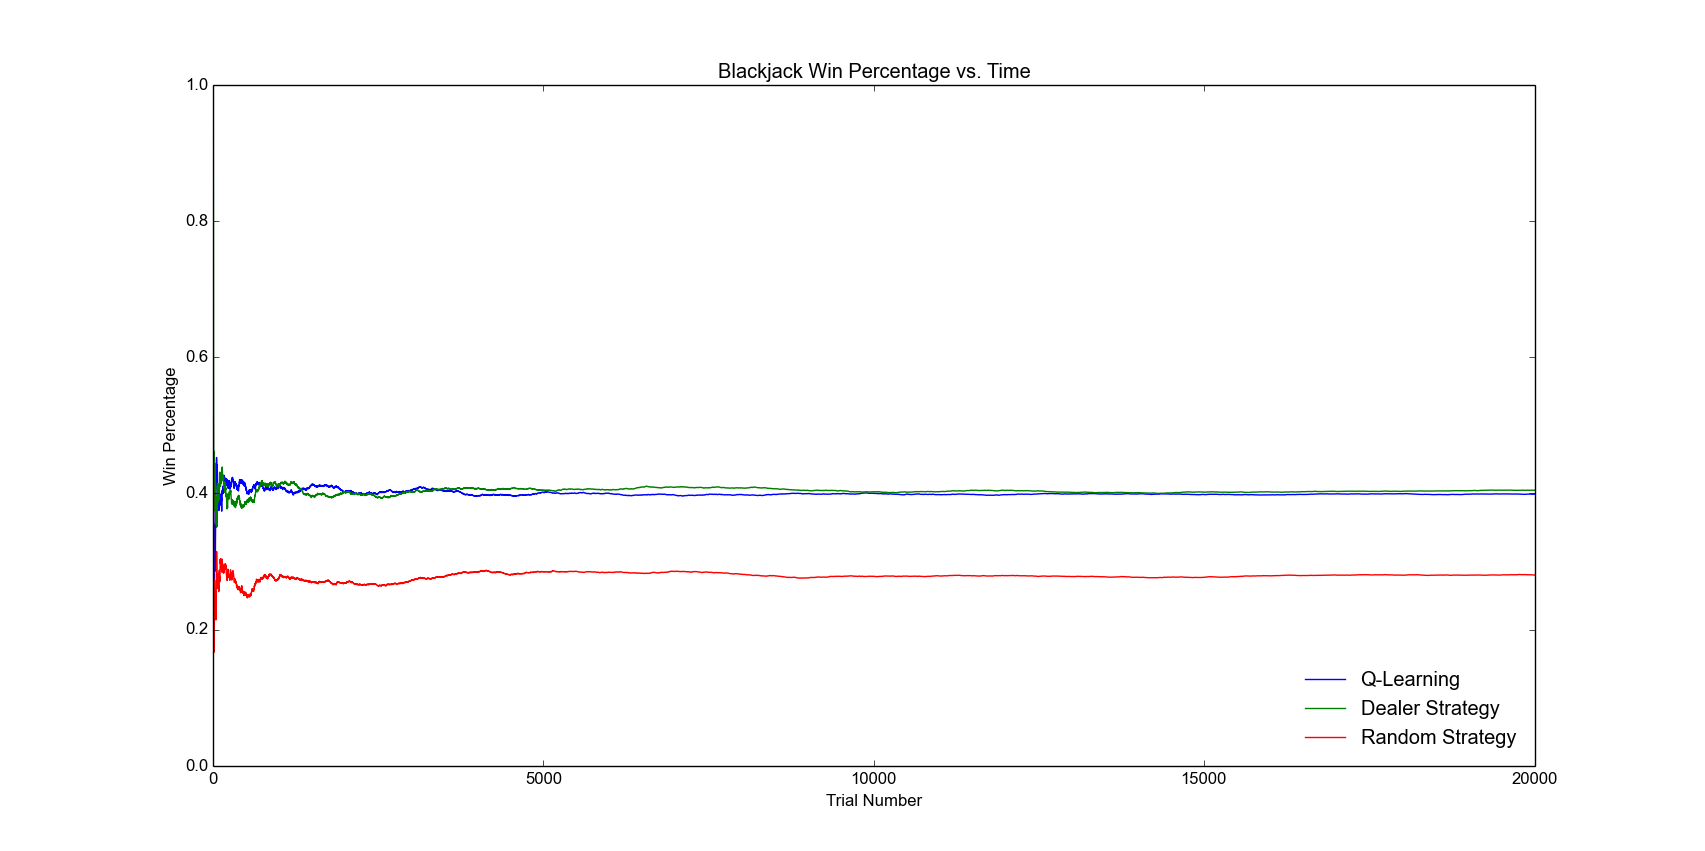 Blackjack Win Percentage vs. Time
1.0
0.8
0.6
0.4
0.2
0.0
Win Percentage
0 5000 10000 15000 20000
Trial Number
Q-Learning
Dealer Strategy
Random Strategy